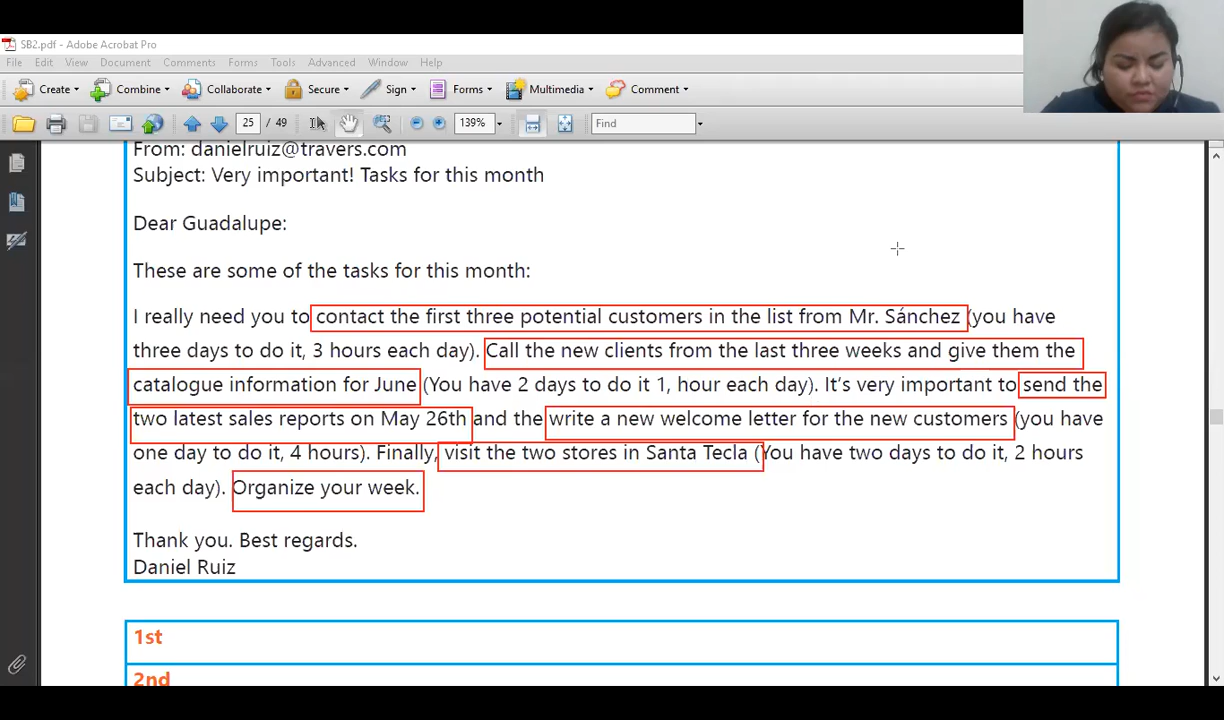 SB2.pdf - Adobe Acrobat Pro
File Edit View Document Comments Forms Tools Advanced Window Help
Create Combine Collaborate Secure Sign Forms Multimedia Comment
25 / 49 139% Find
From: danielruiz@travers.com
Subject: Very important! Tasks for this month
Dear Guadalupe:
These are some of the tasks for this month:
I really need you to contact the first three potential customers in the list from Mr. Sánchez (you have
three days to do it, 3 hours each day). Call the new clients from the last three weeks and give them the
catalogue information for June (You have 2 days to do it 1, hour each day). It's very important to send the
two latest sales reports on May 26th and the write a new welcome letter for the new customers (you have
one day to do it, 4 hours). Finally, visit the two stores in Santa Tecla (You have two days to do it, 2 hours
each day). Organize your week.
Thank you. Best regards.
Daniel Ruiz
1st
2nd